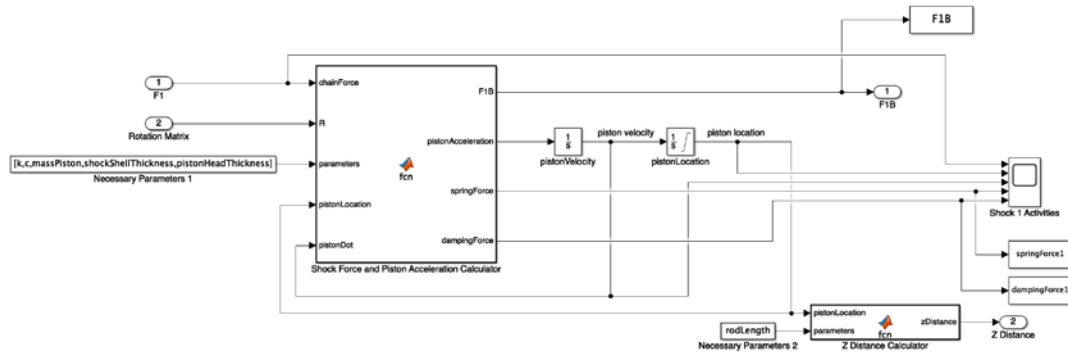 F1B
1
F1
chainForce
F1B
1
F1B
2
Rotation Matrix
R
pistonAcceleration
1
s
pistonVelocity
piston velocity
1
s
pistonLocation
piston location
[k,c,massPiston,shockShellThickness,pistonHeadThickness]
Necessary Parameters 1
parameters
fcn
springForce
Shock 1 Activities
pistonLocation
pistonDot
dampingForce
Shock Force and Piston Acceleration Calculator
springForce1
dampingForce1
rodLength
Necessary Parameters 2
pistonLocation
parameters
fcn
zDistance
Z Distance Calculator
2
Z Distance